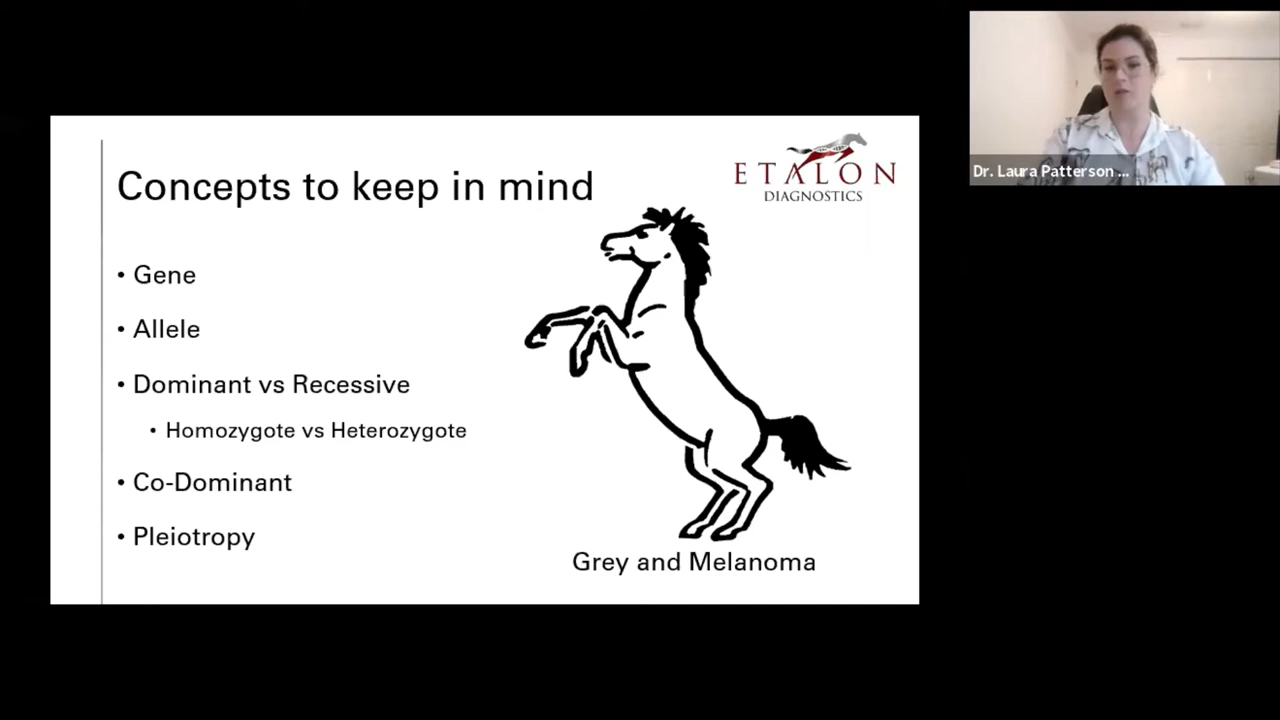 Concepts to keep in mind
ETALON
DIAGNOSTICS
• Gene
• Allele
• Dominant vs Recessive
• Homozygote vs Heterozygote
• Co-Dominant
• Pleiotropy
Grey and Melanoma
Dr. Laura Patterson ...